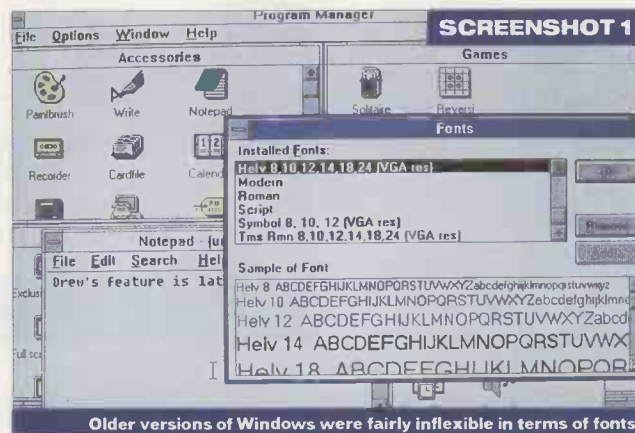 Program Manager
SCREENSHOT 1
File Options Window Help
Accessories
Games
Paintbrush Write Notepad
Solitaire Reversi
Recorder Cardfile
Fonts
Installed Fonts:
Helv 8,10,12,14,18,24 (VGA res)
Modern
Roman
Script
Symbol 8, 10, 12 (VGA res)
Tms Rmn 8,10,12,14,18,24 (VGA res)
Notepad
File Edit Search
Drew's feature is
Sample of Font
Helv 8 ABCDEFGHIJKLMNOPQRSTUVWXYZabcdefghijklmnopqrstuvwxyz
Helv 10 ABCDEFGHIJKLMNOPQRSTUVWXYZabcdefghijklmn
Helv 12 ABCDEFGHIJKLMNOPQRSTUVWXYZabcd
Helv 14 ABCDEFGHIJKLMNOPQRSTUVWX
Helv 18 ABCDEFGHIJKLMNOPQR
Older versions of Windows were fairly inflexible in terms of fonts